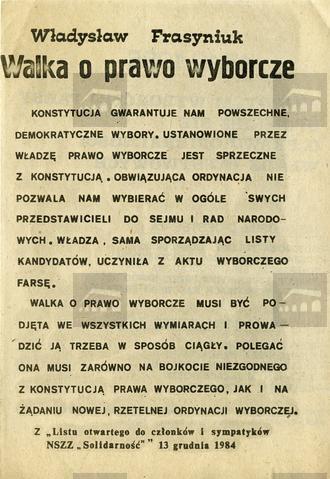 Władysław Frasyniuk
Walka o prawo wyborcze
KONSTYTUCJA GWARANTUJE NAM POWSZECHNE,
DEMOKRATYCZNE WYBORY. USTANOWIONE PRZEZ
WŁADZĘ PRAWO WYBORCZE JEST SPRZECZNE
Z KONSTYTUCJĄ. OBWIĄZUJĄCA ORDYNACJA NIE
POZWALA NAM WYBIERAĆ W OGÓLE SWYCH
PRZEDSTAWICIELI DO SEJMU I RAD NARODO-
WYCH. WŁADZA, SAMA SPORZĄDZAJĄC LISTY
KANDYDATÓW, UCZYNIŁA Z AKTU WYBORCZEGO
FARSĘ.
WALKA O PRAWO WYBORCZE MUSI BYĆ PO-
DJĘTA WE WSZYSTKICH WYMIARACH I PROWA-
DZIĆ JĄ TRZEBA W SPOSÓB CIĄGŁY. POLEGAĆ
ONA MUSI ZARÓWNO NA BOJKOCIE NIEZGODNEGO
Z KONSTYTUCJĄ PRAWA WYBORCZEGO, JAK I NA
ŻĄDANIU NOWEJ, RZETELNEJ ORDYNACJI WYBORCZEJ.
Z „Listu otwartego do członków i sympatyków
NSZZ „Solidarność"" 13 grudnia 1984